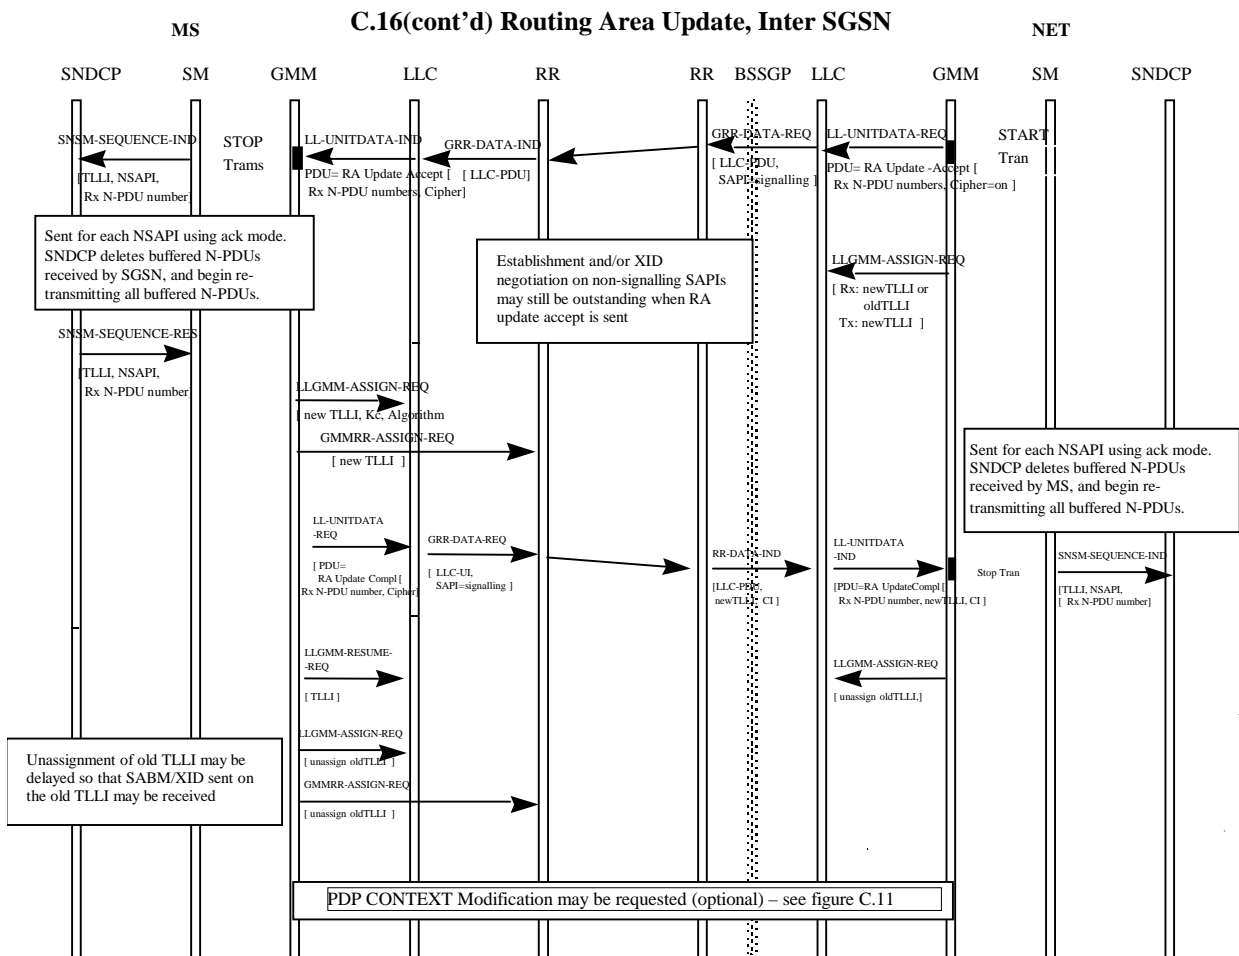 C.16(cont’d) Routing Area Update, Inter SGSN
MS
NET
SNDCP SM GMM LLC RR RR BSSGP LLC GMM SM SNDCP
SNSM-SEQUENCE-IND
[TLLI, NSAPI,
Rx N-PDU number]
STOP
Trams
LL-UNITDATA-IND
PDU= RA Update Accept [
Rx N-PDU numbers, Cipher]
GRR-DATA-IND
[ LLC-PDU]
GRR-DATA-REQ
[ LLC-PDU,
SAPI=signalling ]
LL-UNITDATA-REQ
PDU= RA Update -Accept [
Rx N-PDU numbers, Cipher=on ]
START
Tran
Sent for each NSAPI using ack mode.
SNDCP deletes buffered N-PDUs
received by SGSN, and begin re-
transmitting all buffered N-PDUs.
Establishment and/or XID
negotiation on non-signalling SAPIs
may still be outstanding when RA
update accept is sent
LLGMM-ASSIGN-REQ
[ Rx: newTLLI or
oldTLLI
Tx: newTLLI ]
SNSM-SEQUENCE-RES
[TLLI, NSAPI,
Rx N-PDU number]
LLGMM-ASSIGN-REQ
[ new TLLI, Kc, Algorithm
GMMRR-ASSIGN-REQ
[ new TLLI ]
Sent for each NSAPI using ack mode.
SNDCP deletes buffered N-PDUs
received by MS, and begin re-
transmitting all buffered N-PDUs.
LL-UNITDATA
-REQ
[ PDU=
RA Update Compl [
Rx N-PDU number, Cipher]
GRR-DATA-REQ
[ LLC-UI,
SAPI=signalling ]
RR-DATA-IND
[LLC-PDU,
newTLLI, CI ]
LL-UNITDATA
-IND
[PDU=RA UpdateCompl [
Rx N-PDU number, newTLLI, CI ]
Stop Tran
SNSM-SEQUENCE-IND
[TLLI, NSAPI,
[ Rx N-PDU number]
LLGMM-RESUME-
-REQ
[ TLLI ]
LLGMM-ASSIGN-REQ
[ unassign oldTLLI,]
LLGMM-ASSIGN-REQ
[ unassign oldTLLI ]
GMMRR-ASSIGN-REQ
[ unassign oldTLLI ]
Unassignment of old TLLI may be
delayed so that SABM/XID sent on
the old TLLI may be received
PDP CONTEXT Modification may be requested (optional) – see figure C.11